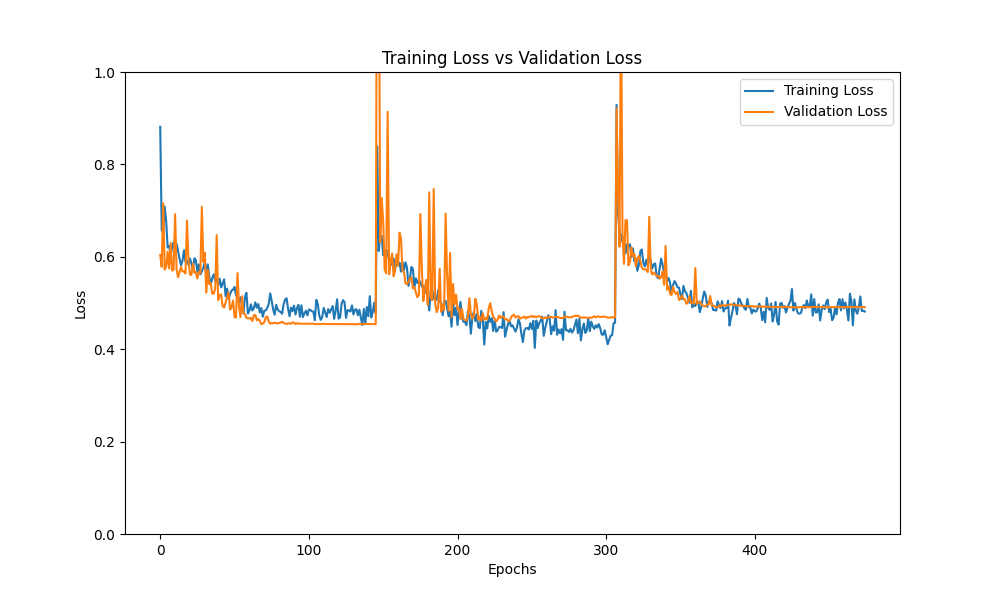 Training Loss vs Validation Loss
1.0
0.8
0.6
0.4
0.2
0.0
Loss
Training Loss
Validation Loss
0 100 200 300 400
Epochs